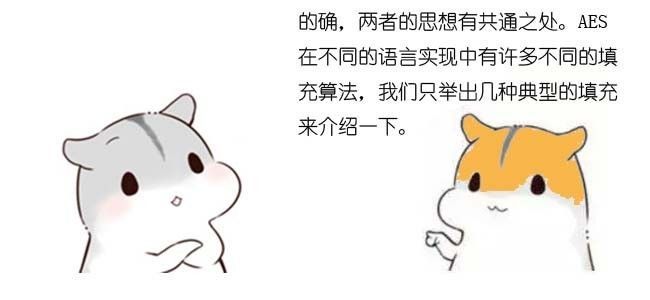 的确，两者的思想有共通之处。AES
在不同的语言实现中有许多不同的填
充算法，我们只举出几种典型的填充
来介绍一下。